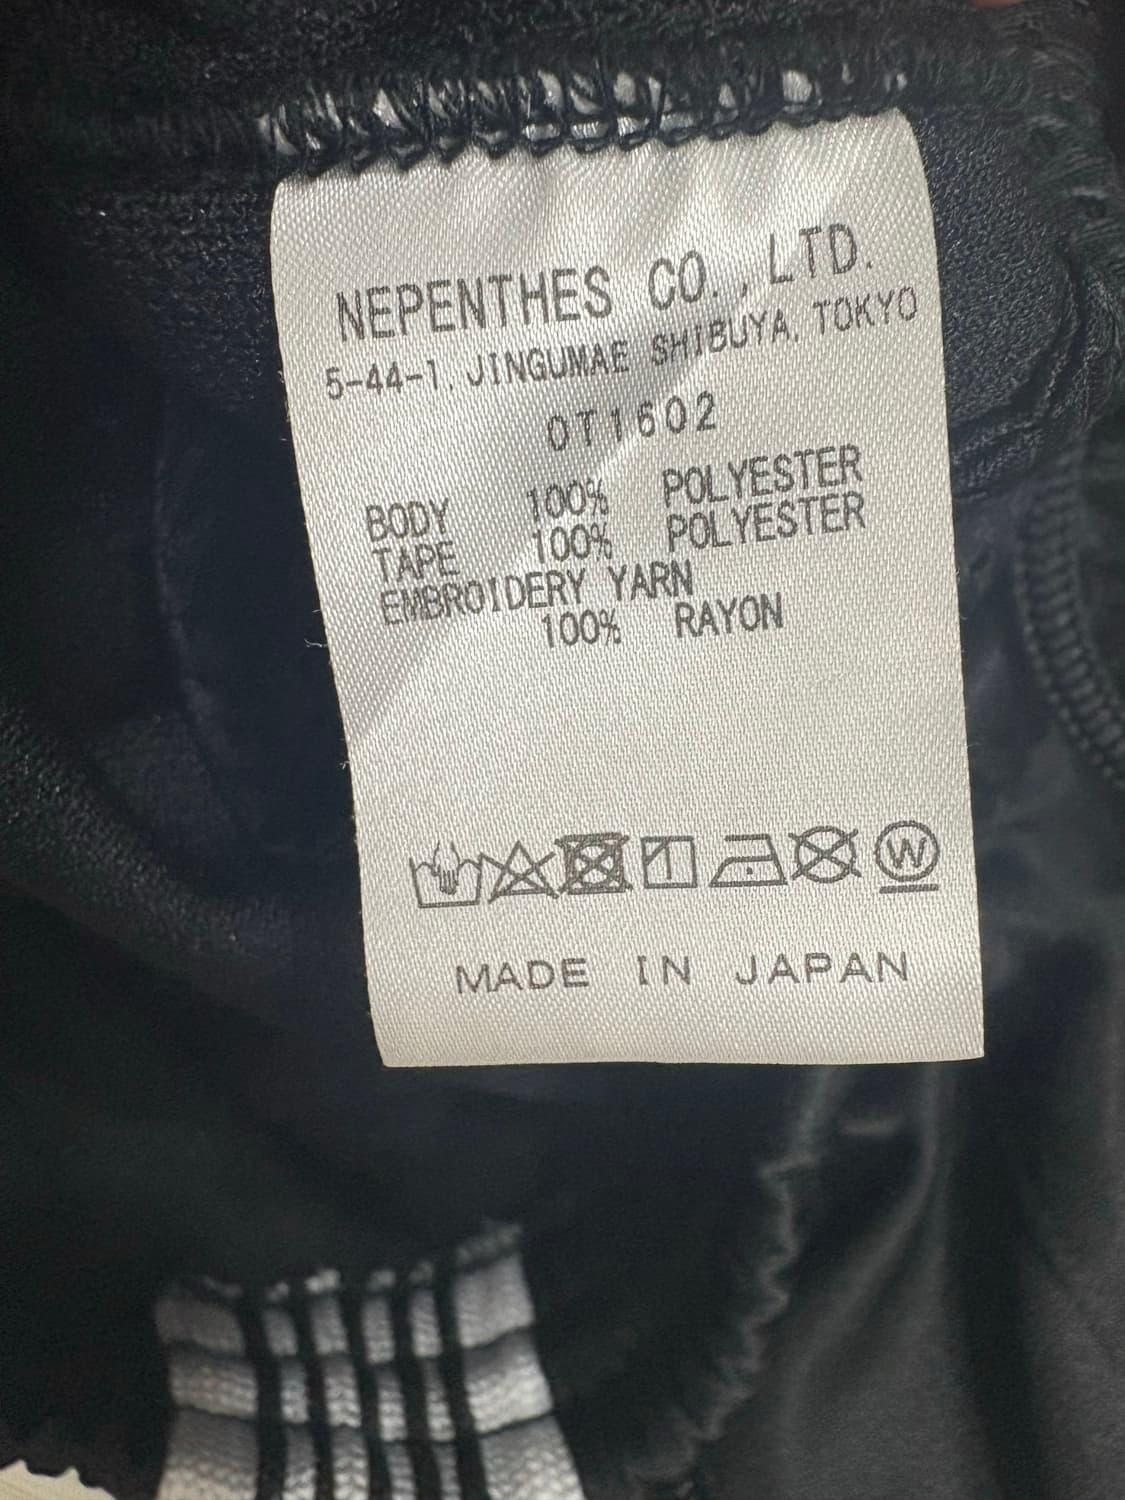 NEPENTHES CO., LTD.
5-44-1, JINGUMAE SHIBUYA, TOKYO
OT1602
BODY 100% POLYESTER
TAPE 100% POLYESTER
EMBROIDERY YARN
100% RAYON
W
MADE IN JAPAN